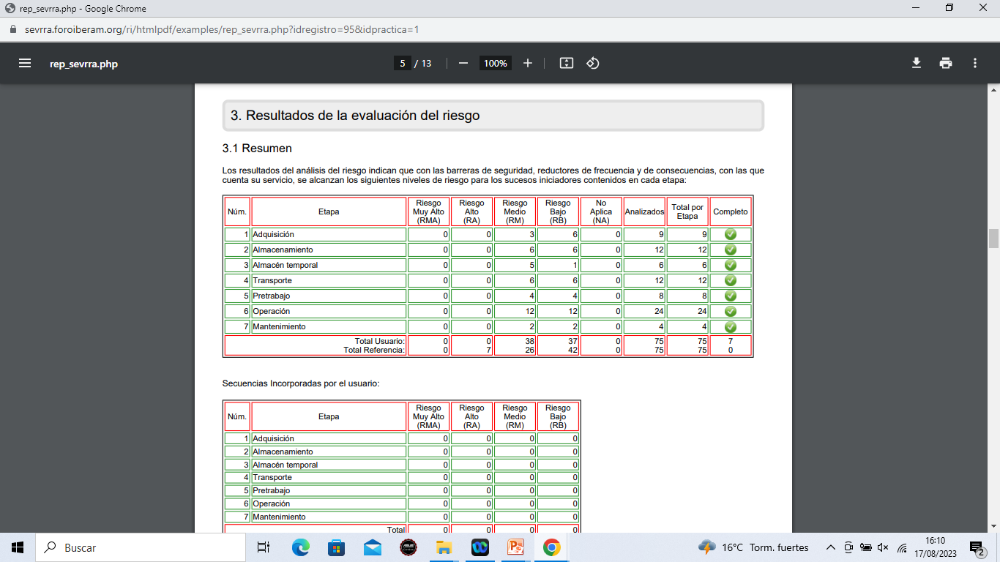 rep_sevrra.php - Google Chrome
sevrra.foroiberam.org/ri/htmlpdf/examples/rep_sevrra.php?idregistro=95&idpractica=1
rep_sevrra.php 5 / 13 100%
3. Resultados de la evaluación del riesgo
3.1 Resumen
Los resultados del análisis del riesgo indican que con las barreras de seguridad, reductores de frecuencia y de consecuencias, con las que
cuenta su servicio, se alcanzan los siguientes niveles de riesgo para los sucesos iniciadores contenidos en cada etapa:
Núm. Etapa Riesgo Muy Alto (RMA) Riesgo Alto (RA) Riesgo Medio (RM) Riesgo Bajo (RB) No Aplica (NA) Analizados Total por Etapa Completo
1 Adquisición 0 0 3 6 0 9 9
2 Almacenamiento 0 0 6 6 0 12 12
3 Almacén temporal 0 0 5 1 0 6 6
4 Transporte 0 0 6 6 0 12 12
5 Pretrabajo 0 0 4 4 0 8 8
6 Operación 0 0 12 12 0 24 24
7 Mantenimiento 0 0 2 2 0 4 4
Total Usuario: 0 0 38 37 0 75 75 7
Total Referencia: 0 7 26 42 0 75 75 0
Secuencias Incorporadas por el usuario:
Núm. Etapa Riesgo Muy Alto (RMA) Riesgo Alto (RA) Riesgo Medio (RM) Riesgo Bajo (RB)
1 Adquisición 0 0 0 0
2 Almacenamiento 0 0 0 0
3 Almacén temporal 0 0 0 0
4 Transporte 0 0 0 0
5 Pretrabajo 0 0 0 0
6 Operación 0 0 0 0
7 Mantenimiento 0 0 0 0
Total 0 0 0 0
Buscar
16°C Torm. fuertes
16:10
17/08/2023
2